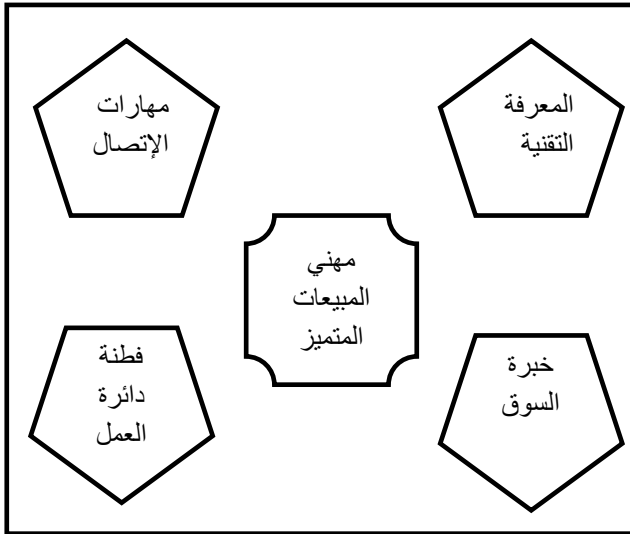 المعرفة
التقنية
مهارات
الإتصال
مهني
المبيعات
المتميز
خبرة
السوق
فطنة
دائرة
العمل